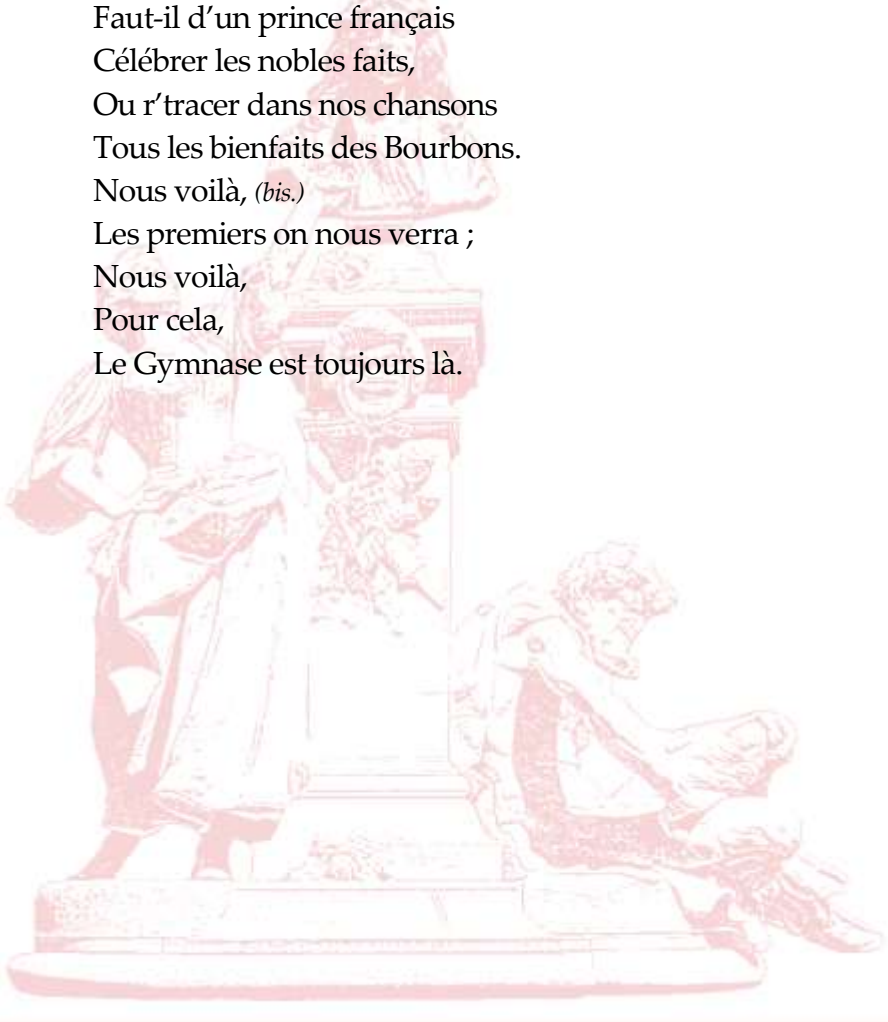 Faut-il d’un prince français
Célébrer les nobles faits,
Ou r’tracer dans nos chansons
Tous les bienfaits des Bourbons.
Nous voilà, (bis.)
Les premiers on nous verra ;
Nous voilà,
Pour cela,
Le Gymnase est toujours là.